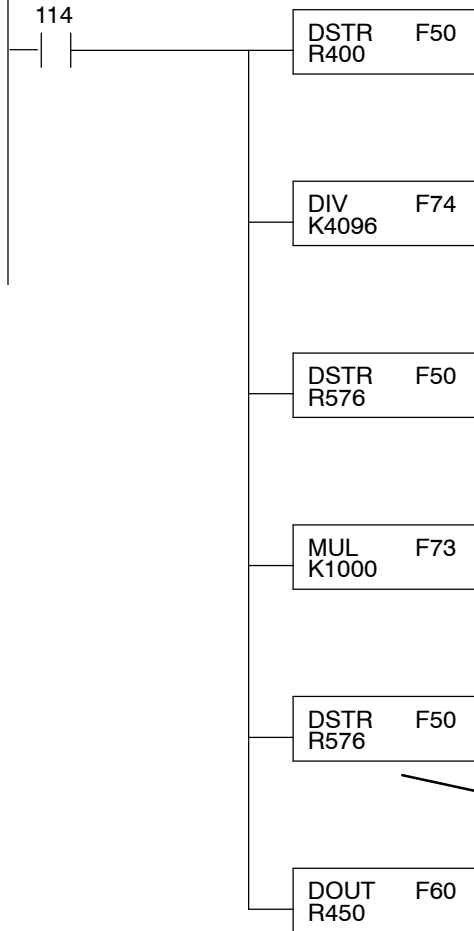 114
DSTR F50
R400
DIV F74
K4096
DSTR F50
R576
MUL F73
K1000
DSTR F50
R576
DOUT F60
R450